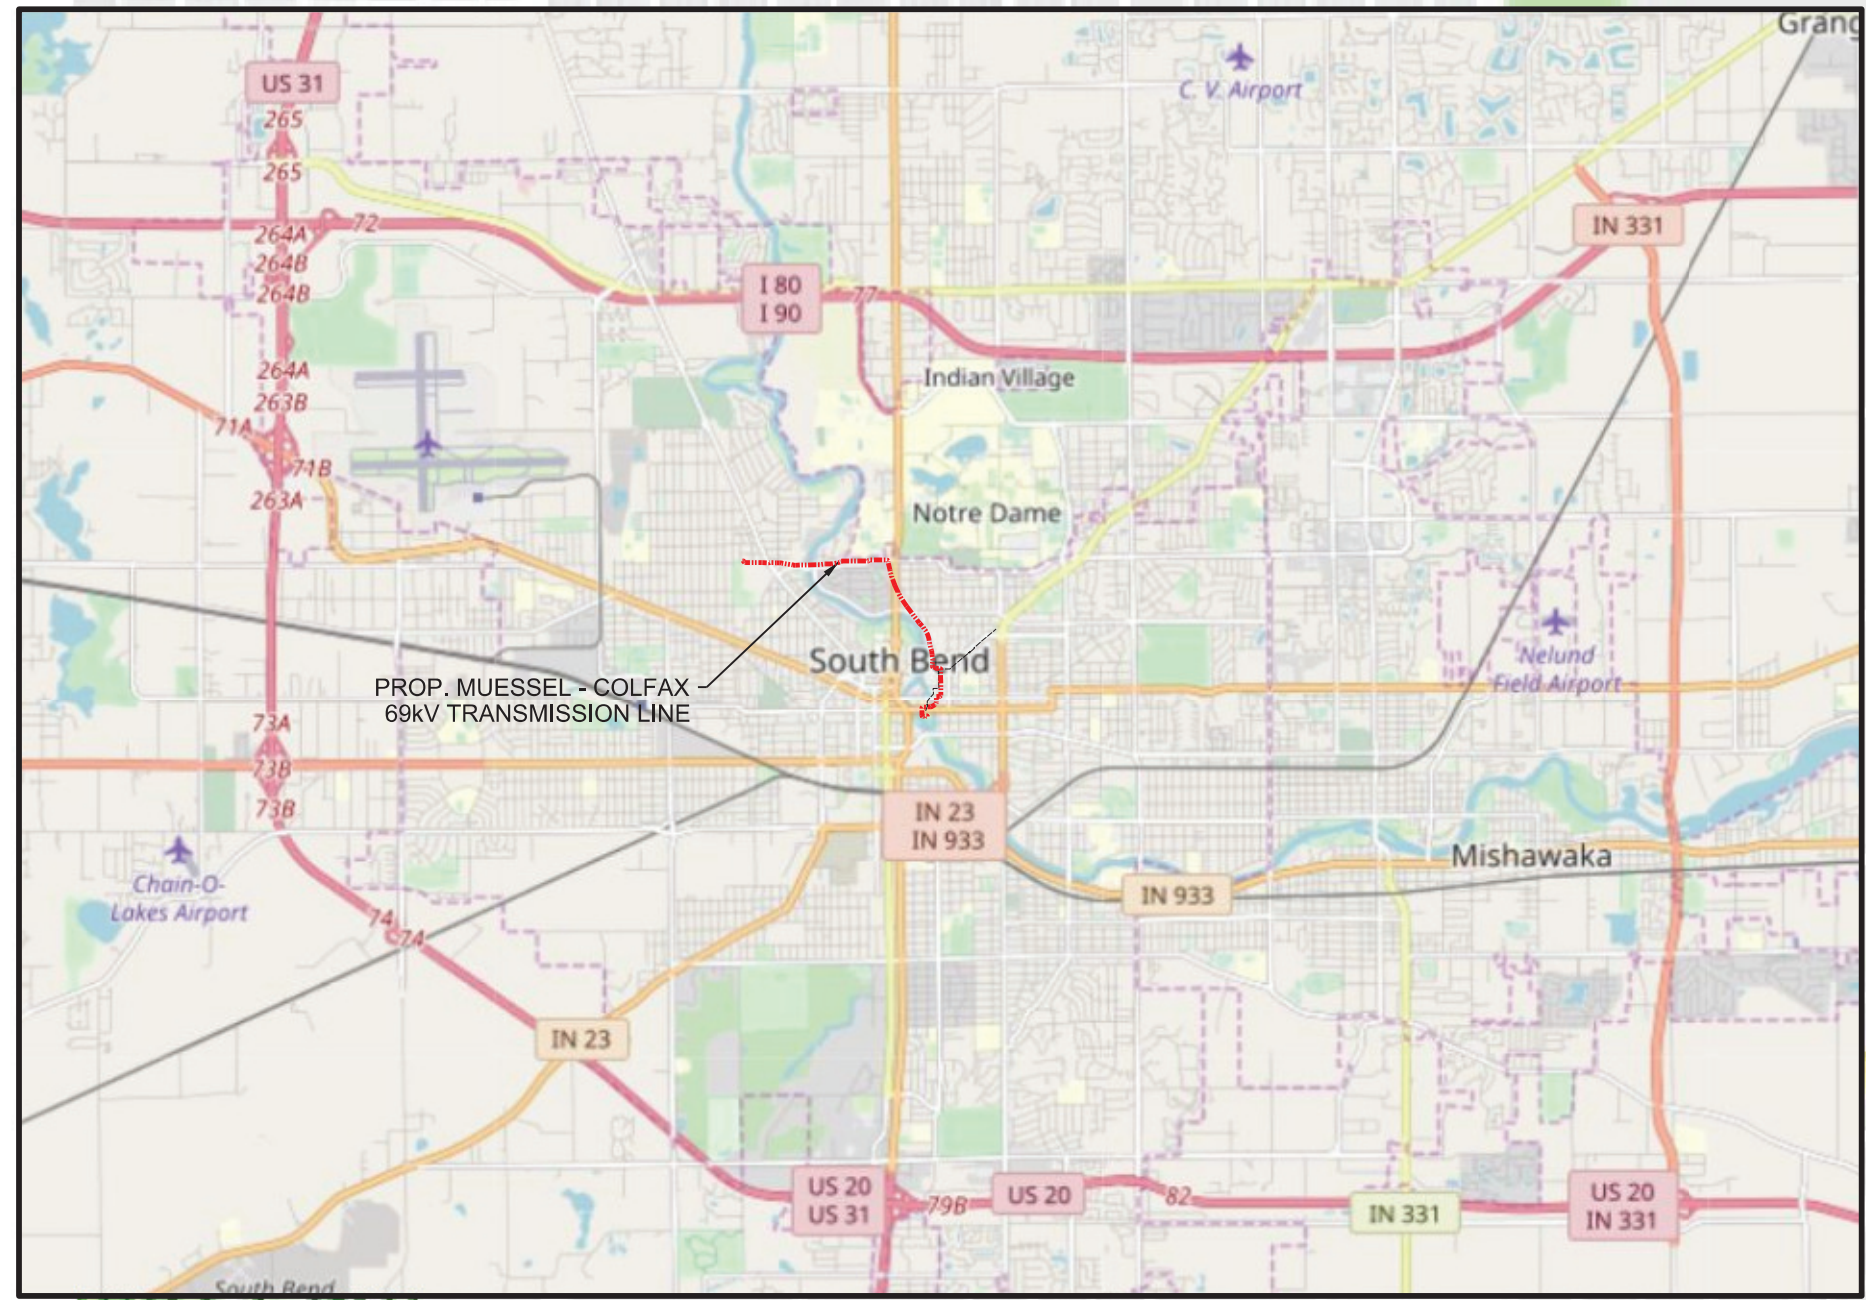 Grang
C. V. Airport
US 31
265
265
IN 331
264A
72
264B
264B
I 80
I 90
77
264A
Indian Village
263B
71A
71B
263A
Notre Dame
South Bend
Nelund
Field Airport
PROP. MUESSEL - COLFAX
69kV TRANSMISSION LINE
73A
73B
73B
IN 23
IN 933
Mishawaka
Chain-O-
Lakes Airport
IN 933
74
74
IN 23
US 20
US 31
79B
US 20
82
IN 331
US 20
IN 331
South Bend